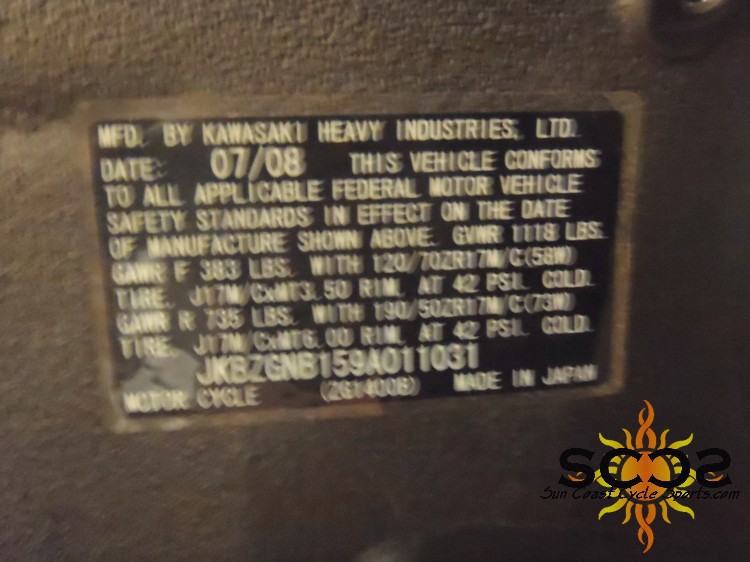 MFD. BY KAWASAKI HEAVY INDUSTRIES, LTD.
DATE: 07/08 THIS VEHICLE CONFORMS
TO ALL APPLICABLE FEDERAL MOTOR VEHICLE
SAFETY STANDARDS IN EFFECT ON THE DATE
OF MANUFACTURE SHOWN ABOVE. GVWR 1118 LBS.
GAWR F 383 LBS. WITH 120/70ZR17M/C(58W)
TIRE. J17M/CxMT3.50 RIM. AT 42 PSI. COLD.
GAWR R 735 LBS. WITH 190/50ZR17M/C(73W)
TIRE. J17M/CxMT6.00 RIM. AT 42 PSI. COLD.
JKBZGNB159A011031
MOTOR CYCLE (ZG1400B) MADE IN JAPAN
SCCS
Sun Coast Cycle Sports.com